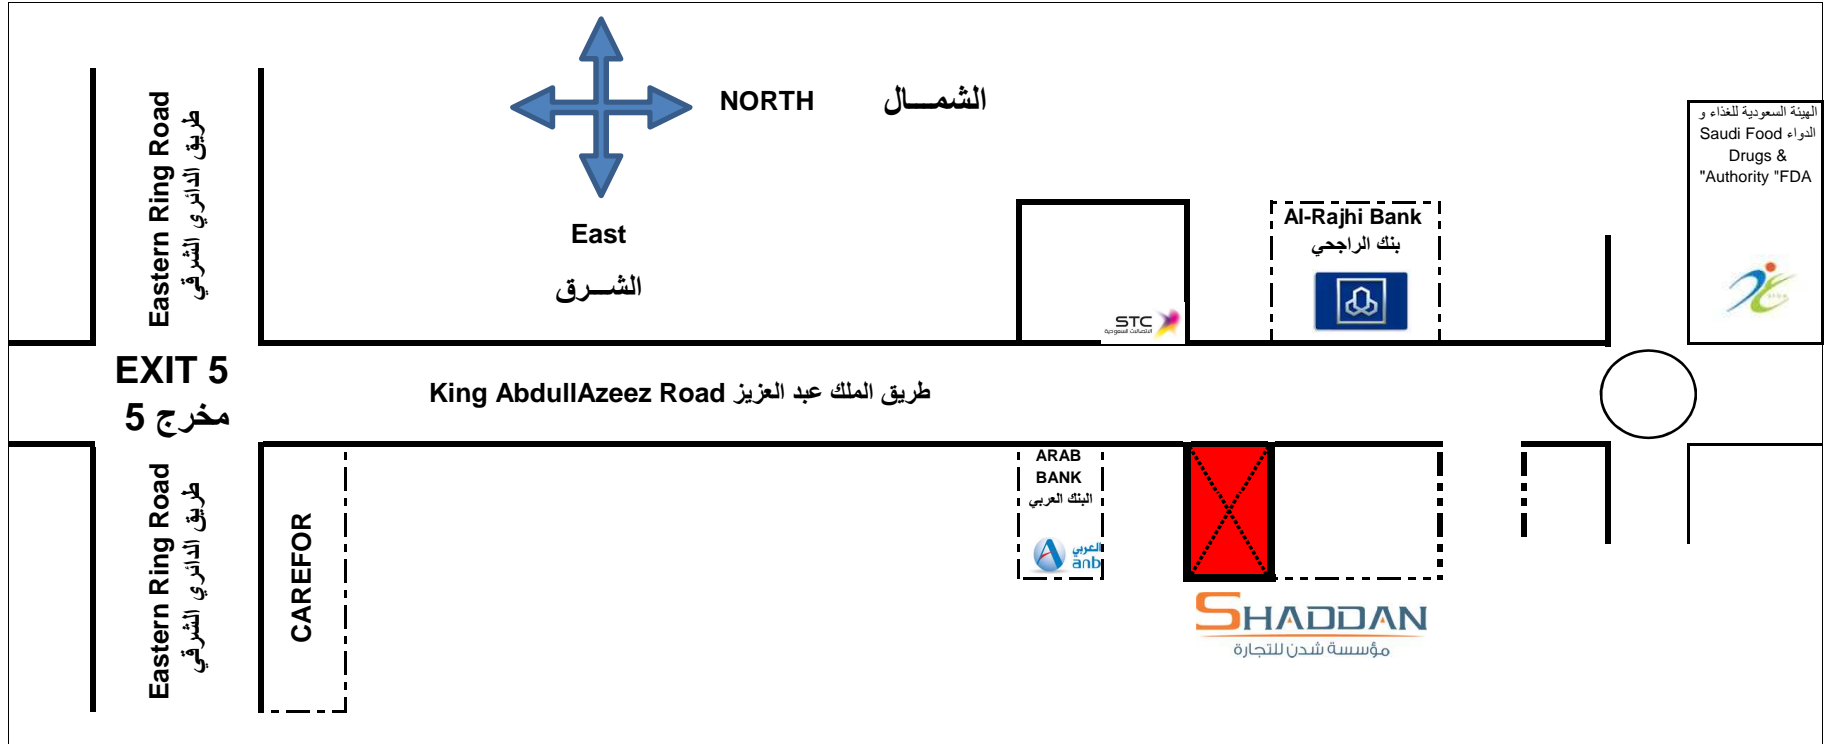 NORTH الشمـــال
East
الشـــرق
Eastern Ring Road
طريق الدائري الشرقي
الهيئة السعودية للغذاء و
الدواء Saudi Food
Drugs &
"Authority "FDA
Al-Rajhi Bank
بنك الراجحي
STC
الاتصالات السعودية
EXIT 5
مخرج 5
King AbdullAzeez Road طريق الملك عبد العزيز
Eastern Ring Road
طريق الدائري الشرقي
CAREFOR
ARAB
BANK
البنك العربي
العربي
anb
SHADDAN
مؤسسة شدن للتجارة